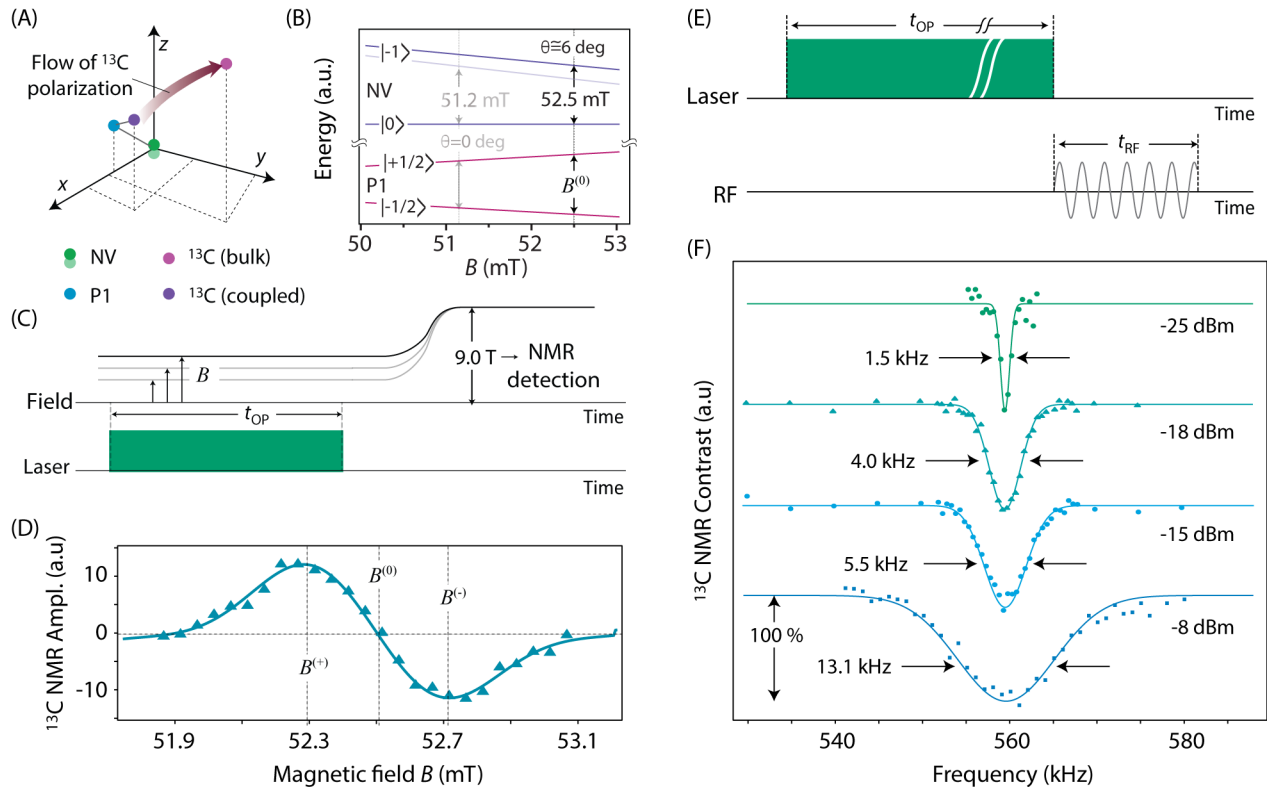 (A)
z
Flow of ¹³C
polarization
y
x
NV
¹³C (bulk)
P1
¹³C (coupled)
(B)
Energy (a.u.)
|-1>
θ≅6 deg
NV
51.2 mT
52.5 mT
|0>
θ=0 deg
|+1/2>
P1
B⁽⁰⁾
|-1/2>
50
51
52
53
B (mT)
(C)
B
9.0 T → NMR
detection
Field
Time
t_OP
Laser
Time
(D)
¹³C NMR Ampl. (a.u)
10
0
-10
B⁽⁰⁾
B⁽⁻⁾
B⁽⁺⁾
51.9
52.3
52.7
53.1
Magnetic field B (mT)
(E)
t_OP
Laser
Time
t_RF
RF
Time
(F)
¹³C NMR Contrast (a.u)
-25 dBm
1.5 kHz
-18 dBm
4.0 kHz
-15 dBm
5.5 kHz
-8 dBm
100 %
13.1 kHz
540
560
580
Frequency (kHz)